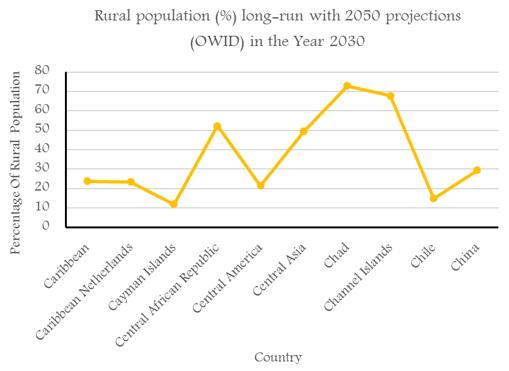 Rural population (%) long-run with 2050 projections
(OWID) in the Year 2030
Percentage Of Rural Population
80
70
60
50
40
30
20
10
0
Caribbean
Caribbean Netherlands
Cayman Islands
Central African Republic
Central America
Central Asia
Chad
Channel Islands
Chile
China
Country